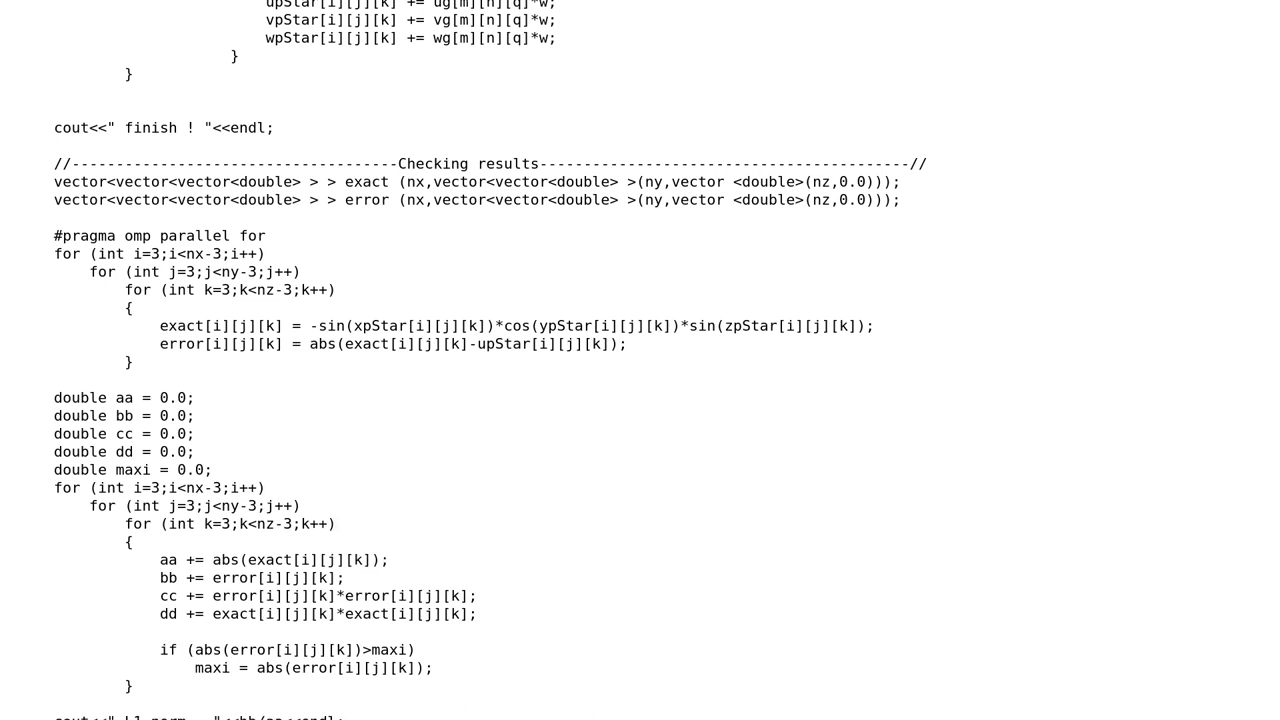 upStar[i][j][k] += ug[m][n][q]*w;
vpStar[i][j][k] += vg[m][n][q]*w;
wpStar[i][j][k] += wg[m][n][q]*w;
}
}
cout<<" finish ! "<<endl;
//-------------------------------------Checking results------------------------------------------//
vector<vector<vector<double> > > exact (nx,vector<vector<double> >(ny,vector <double>(nz,0.0)));
vector<vector<vector<double> > > error (nx,vector<vector<double> >(ny,vector <double>(nz,0.0)));
#pragma omp parallel for
for (int i=3;i<nx-3;i++)
for (int j=3;j<ny-3;j++)
for (int k=3;k<nz-3;k++)
{
exact[i][j][k] = -sin(xpStar[i][j][k])*cos(ypStar[i][j][k])*sin(zpStar[i][j][k]);
error[i][j][k] = abs(exact[i][j][k]-upStar[i][j][k]);
}
double aa = 0.0;
double bb = 0.0;
double cc = 0.0;
double dd = 0.0;
double maxi = 0.0;
for (int i=3;i<nx-3;i++)
for (int j=3;j<ny-3;j++)
for (int k=3;k<nz-3;k++)
{
aa += abs(exact[i][j][k]);
bb += error[i][j][k];
cc += error[i][j][k]*error[i][j][k];
dd += exact[i][j][k]*exact[i][j][k];
if (abs(error[i][j][k])>maxi)
maxi = abs(error[i][j][k]);
}